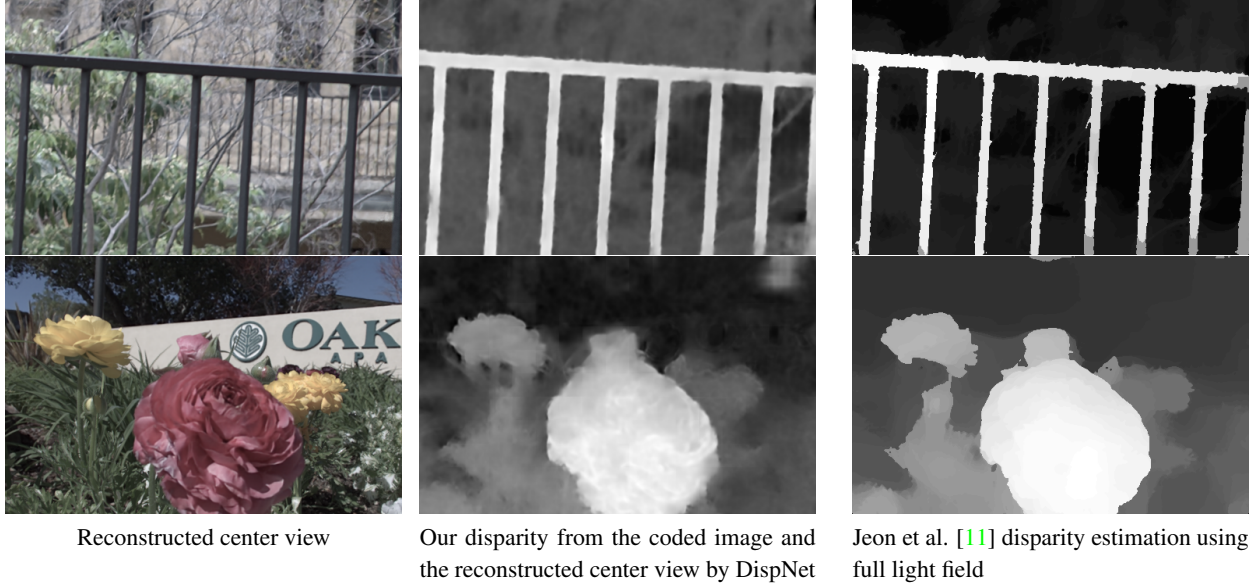 OAK
APA
Reconstructed center view
Our disparity from the coded image and
the reconstructed center view by DispNet
Jeon et al. [11] disparity estimation using
full light field